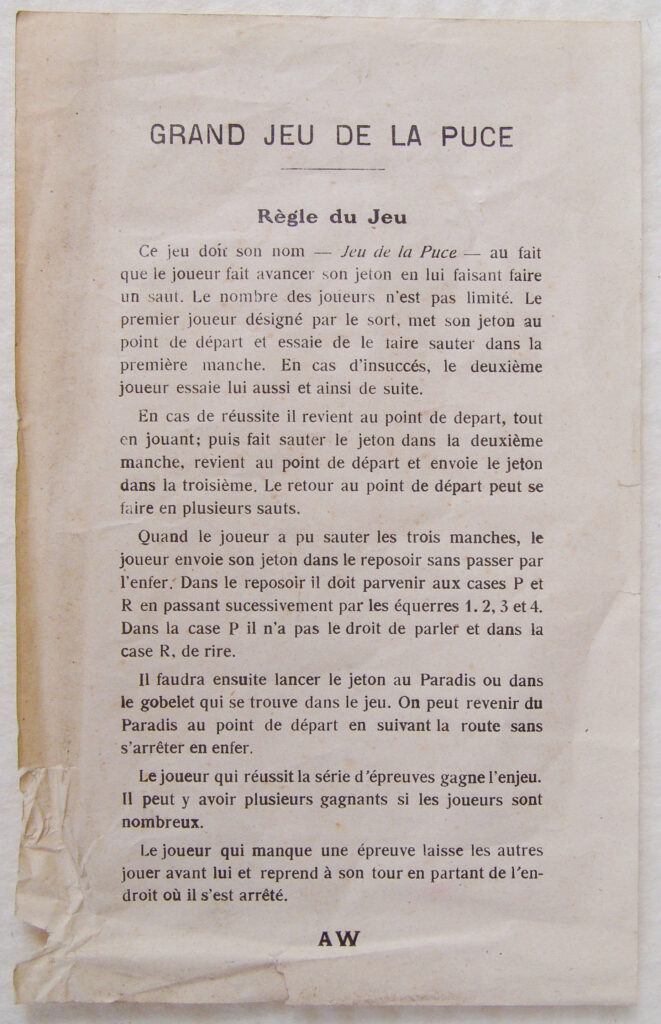 GRAND JEU DE LA PUCE
Règle du Jeu
Ce jeu doit son nom — Jeu de la Puce — au fait
que le joueur fait avancer son jeton en lui faisant faire
un saut. Le nombre des joueurs n'est pas limité. Le
premier joueur désigné par le sort, met son jeton au
point de départ et essaie de le faire sauter dans la
première manche. En cas d'insuccés, le deuxième
joueur essaie lui aussi et ainsi de suite.
En cas de réussite il revient au point de depart, tout
en jouant; puis fait sauter le jeton dans la deuxième
manche, revient au point de départ et envoie le jeton
dans la troisième. Le retour au point de départ peut se
faire en plusieurs sauts.
Quand le joueur a pu sauter les trois manches, le
joueur envoie son jeton dans le reposoir sans passer par
l'enfer. Dans le reposoir il doit parvenir aux cases P et
R en passant sucessivement par les équerres 1. 2, 3 et 4.
Dans la case P il n'a pas le droit de parler et dans la
case R, de rire.
Il faudra ensuite lancer le jeton au Paradis ou dans
le gobelet qui se trouve dans le jeu. On peut revenir du
Paradis au point de départ en suivant la route sans
s'arrêter en enfer.
Le joueur qui réussit la série d'épreuves gagne l'enjeu.
Il peut y avoir plusieurs gagnants si les joueurs sont
nombreux.
Le joueur qui manque une épreuve laisse les autres
jouer avant lui et reprend à son tour en partant de l'en-
droit où il s'est arrêté.
AW